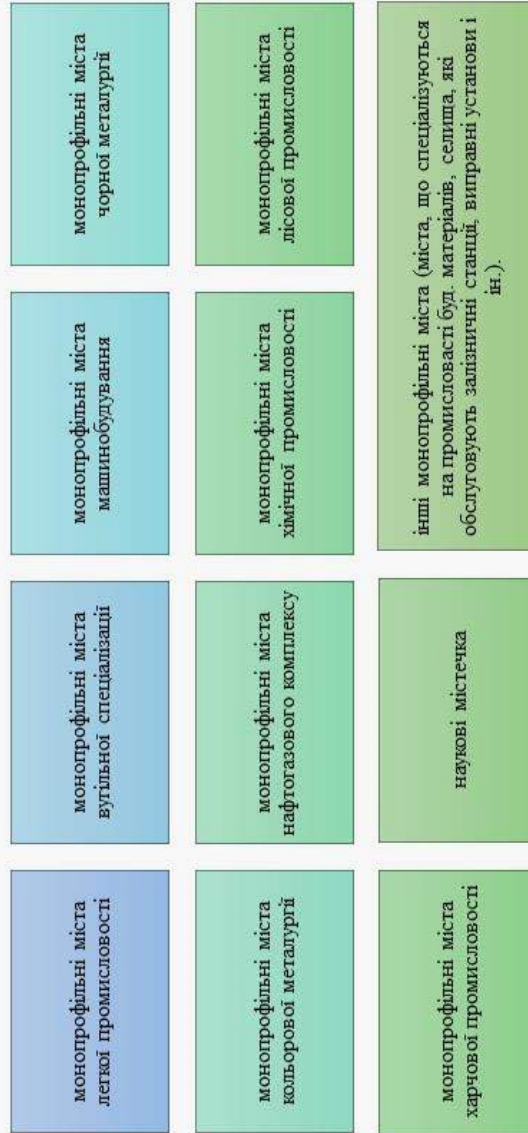 монопрофільні міста
легкої промисловості
монопрофільні міста
вугільної спеціалізації
монопрофільні міста
машинобудування
монопрофільні міста
чорної металургії
монопрофільні міста
кольорової металургії
монопрофільні міста
нафтогазового комплексу
монопрофільні міста
хімічної промисловості
монопрофільні міста
лісової промисловості
монопрофільні міста
харчової промисловості
наукові містечка
інші монопрофільні міста (міста, що спеціалізуються
на промисловасті буд. матеріалів, селища, які
обслуговують залізничні станції, виправні установи і
ін.).